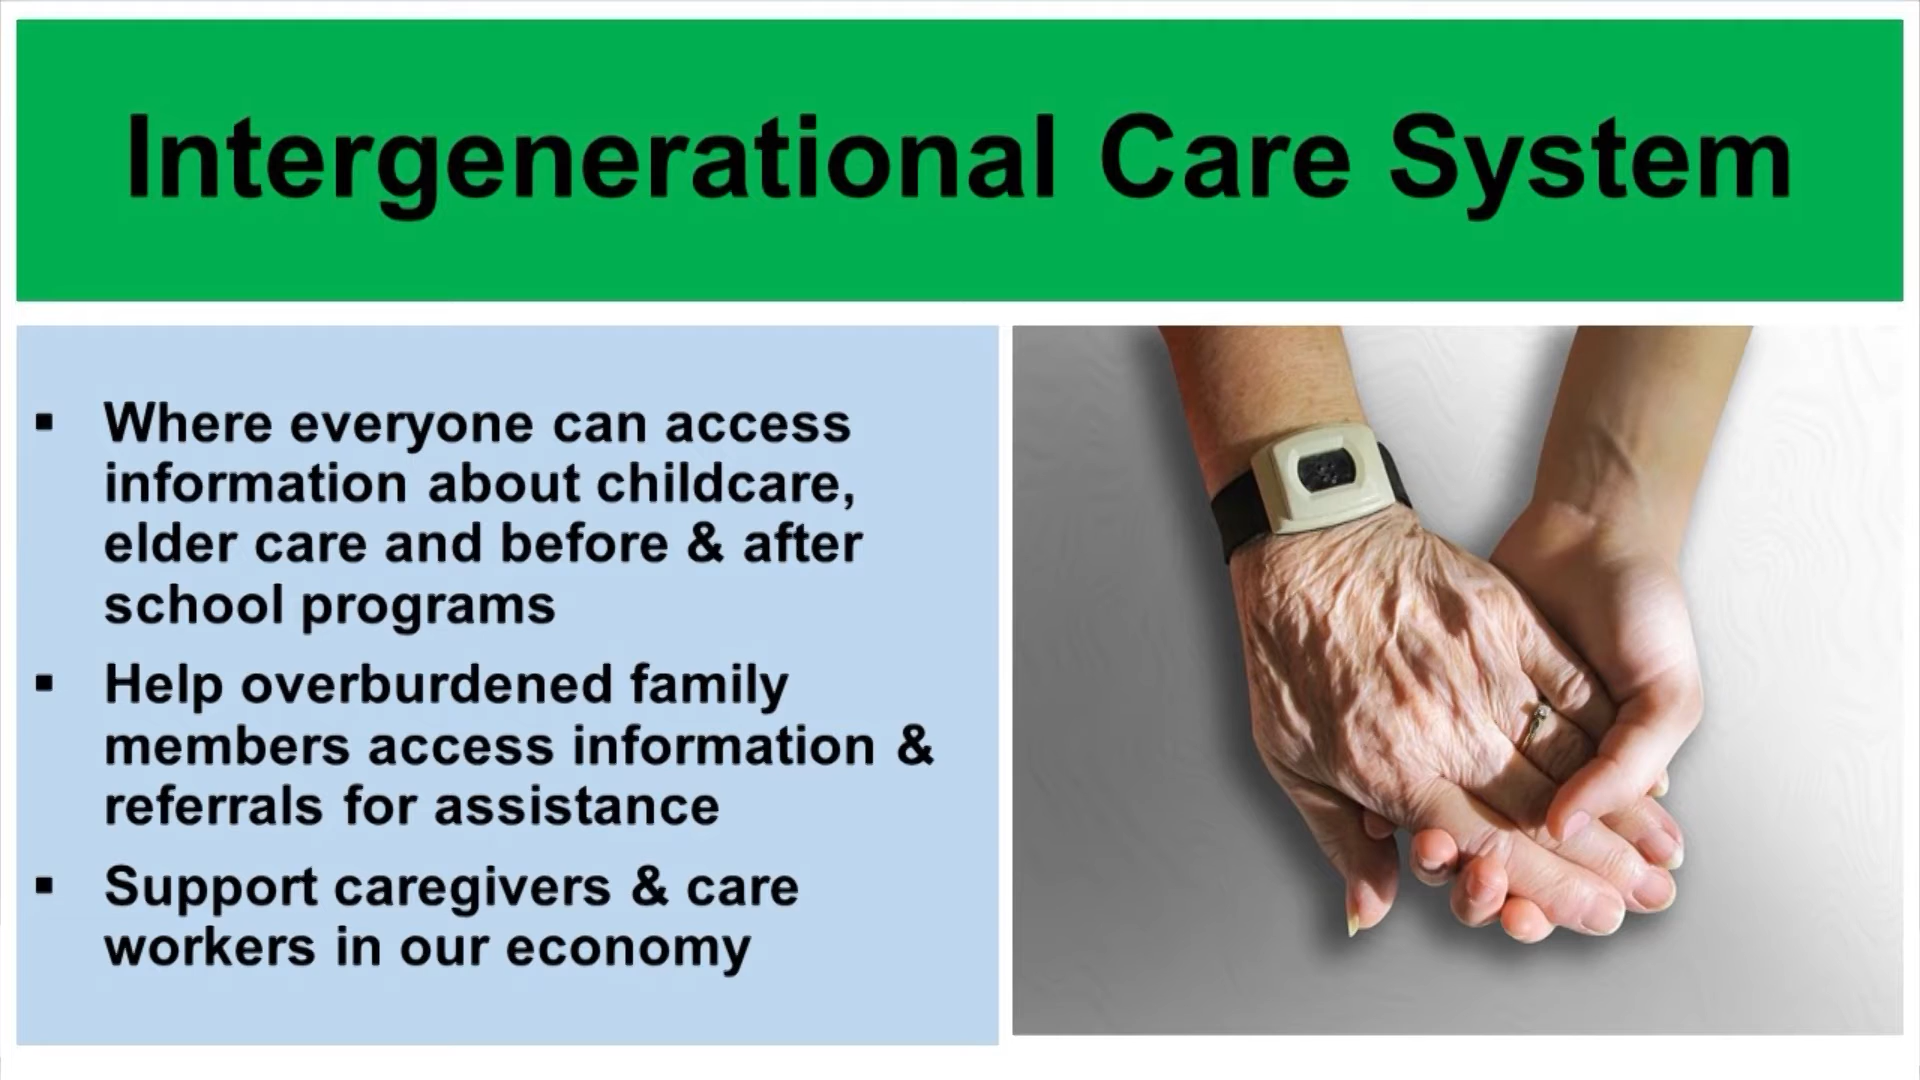 Intergenerational Care System
▪ Where everyone can access
information about childcare,
elder care and before & after
school programs
▪ Help overburdened family
members access information &
referrals for assistance
▪ Support caregivers & care
workers in our economy